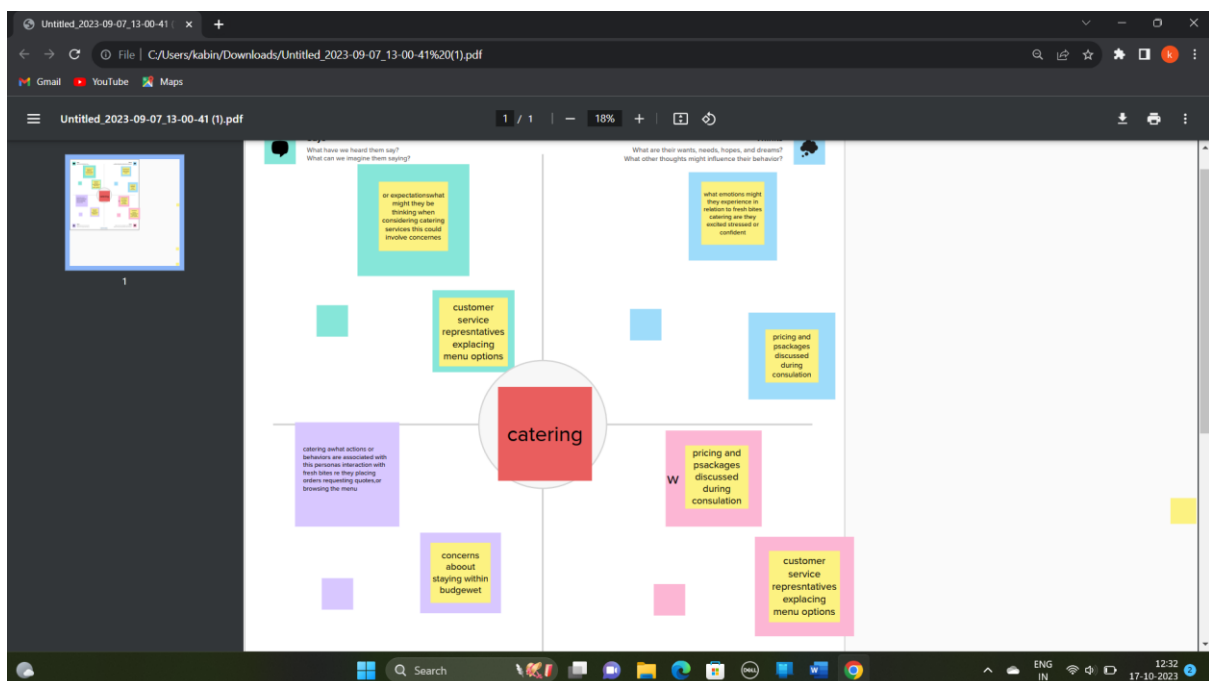 Untitled_2023-09-07_13-00-41 (
File
C:/Users/kabin/Downloads/Untitled_2023-09-07_13-00-41%20(1).pdf
k
Gmail
YouTube
Maps
Untitled_2023-09-07_13-00-41 (1).pdf
1 / 1
18%
1
What have we heard them say?
What can we imagine them saying?
What are their wants, needs, hopes, and dreams?
What other thoughts might influence their behavior?
or expectationswhat
might they be
thinking when
considering catering
services this could
involve concernes
what emotions might
they experience in
relation to fresh bites
catering are they
excited stressed or
confident
customer
service
represntatives
explacing
menu options
pricing and
psackages
discussed
during
consulation
catering
catering awhat actions or
behaviors are associated with
this personas interaction with
fresh bites re they placing
orders requesting quotes,or
browsing the menu
W
pricing and
psackages
discussed
during
consulation
concerns
aboout
staying within
budgewet
customer
service
represntatives
explacing
menu options
Search
DELL
ENG
IN
12:32
17-10-2023
2